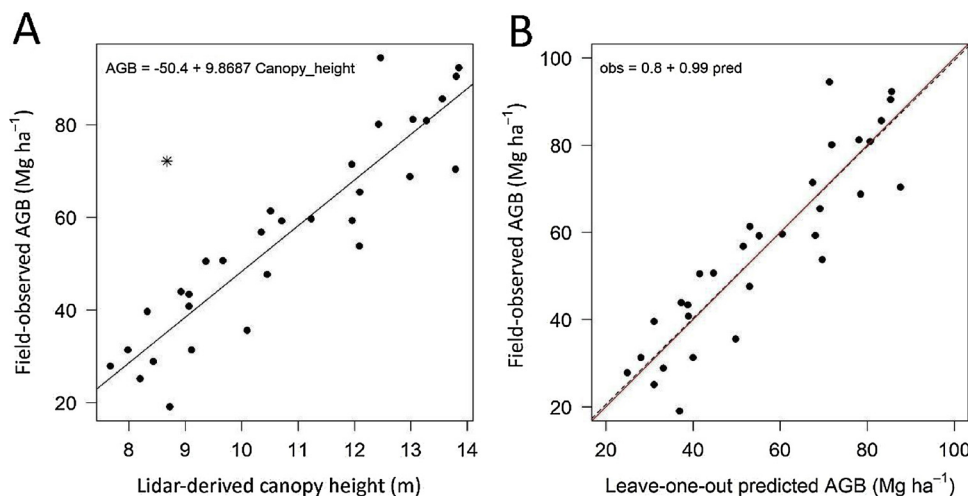 A
AGB = -50.4 + 9.8687 Canopy_height
Field-observed AGB (Mg ha⁻¹)
80
60
40
20
8 9 10 11 12 13 14
Lidar-derived canopy height (m)
B
obs = 0.8 + 0.99 pred
Field-observed AGB (Mg ha⁻¹)
100
80
60
40
20
20 40 60 80 100
Leave-one-out predicted AGB (Mg ha⁻¹)